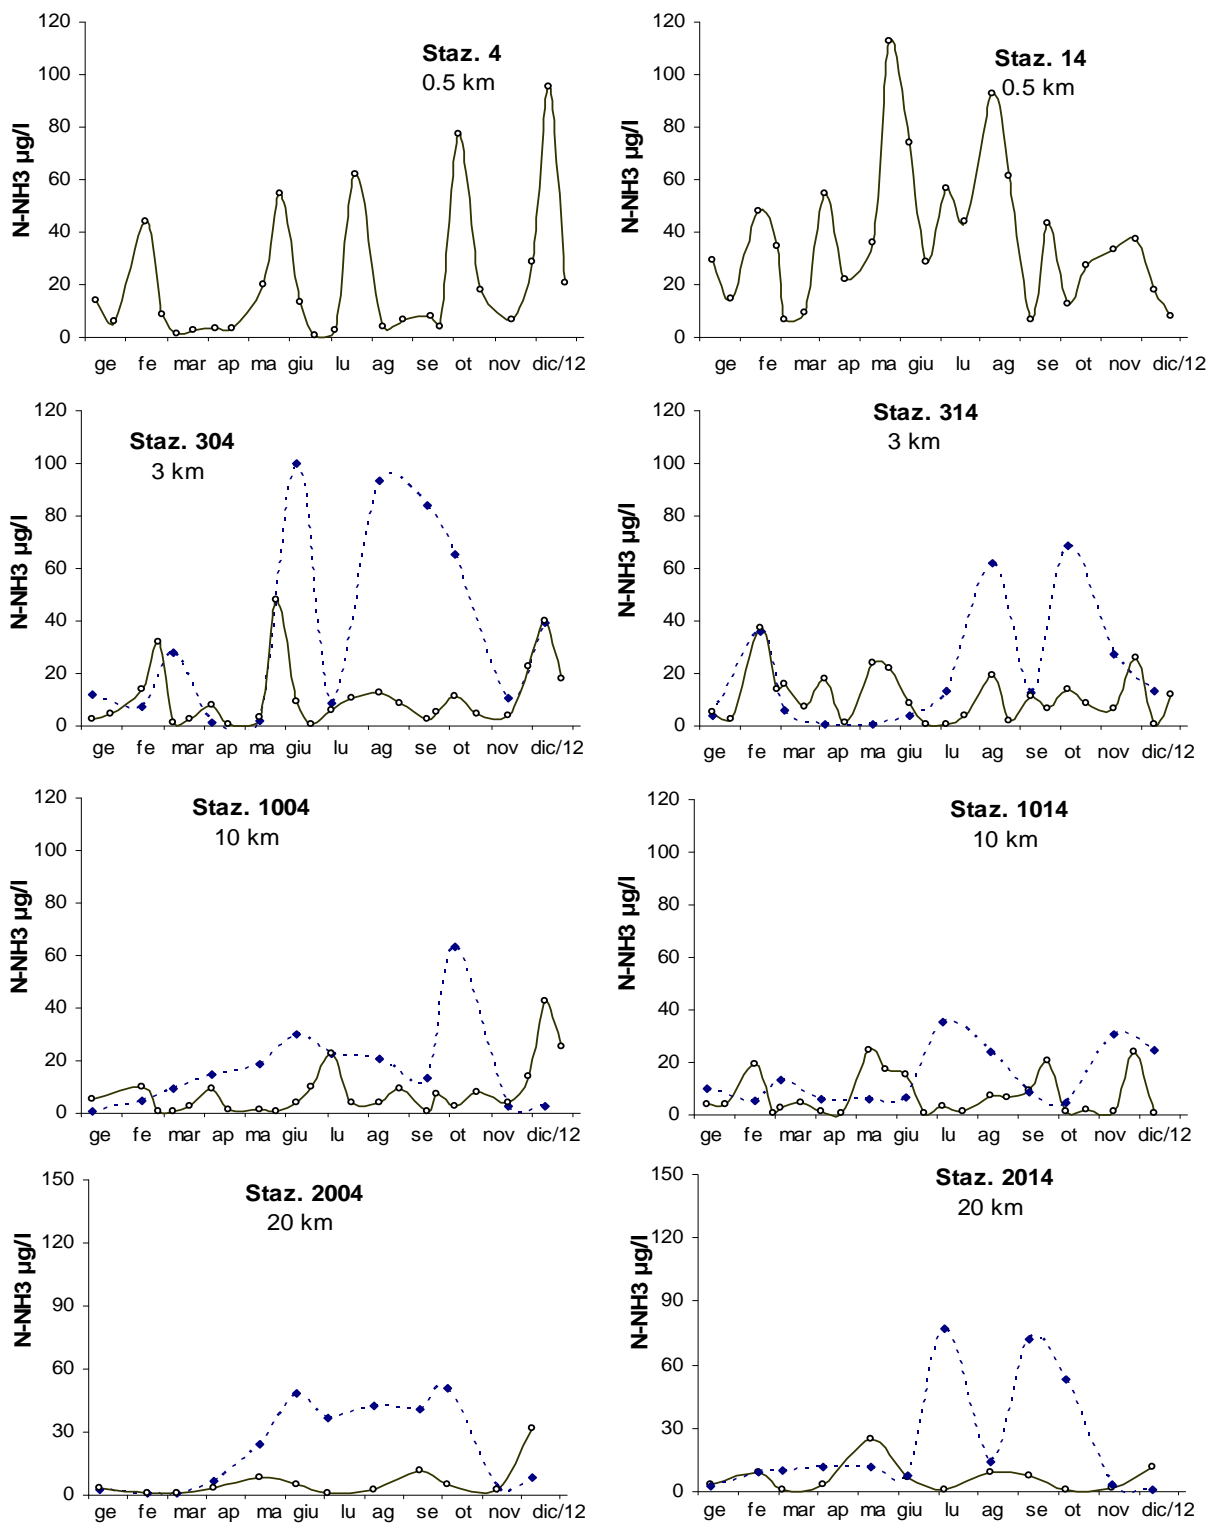 Staz. 4
0.5 km
N-NH3 µg/l
120
100
80
60
40
20
0
ge fe mar ap ma giu lu ag se ot nov dic/12
Staz. 14
0.5 km
N-NH3 µg/l
120
100
80
60
40
20
0
ge fe mar ap ma giu lu ag se ot nov dic/12
Staz. 304
3 km
N-NH3 µg/l
120
100
80
60
40
20
0
ge fe mar ap ma giu lu ag se ot nov dic/12
Staz. 314
3 km
N-NH3 µg/l
120
100
80
60
40
20
0
ge fe mar ap ma giu lu ag se ot nov dic/12
Staz. 1004
10 km
N-NH3 µg/l
120
100
80
60
40
20
0
ge fe mar ap ma giu lu ag se ot nov dic/12
Staz. 1014
10 km
N-NH3 µg/l
120
100
80
60
40
20
0
ge fe mar ap ma giu lu ag se ot nov dic/12
Staz. 2004
20 km
N-NH3 µg/l
150
120
90
60
30
0
ge fe mar ap ma giu lu ag se ot nov dic/12
Staz. 2014
20 km
N-NH3 µg/l
150
120
90
60
30
0
ge fe mar ap ma giu lu ag se ot nov dic/12